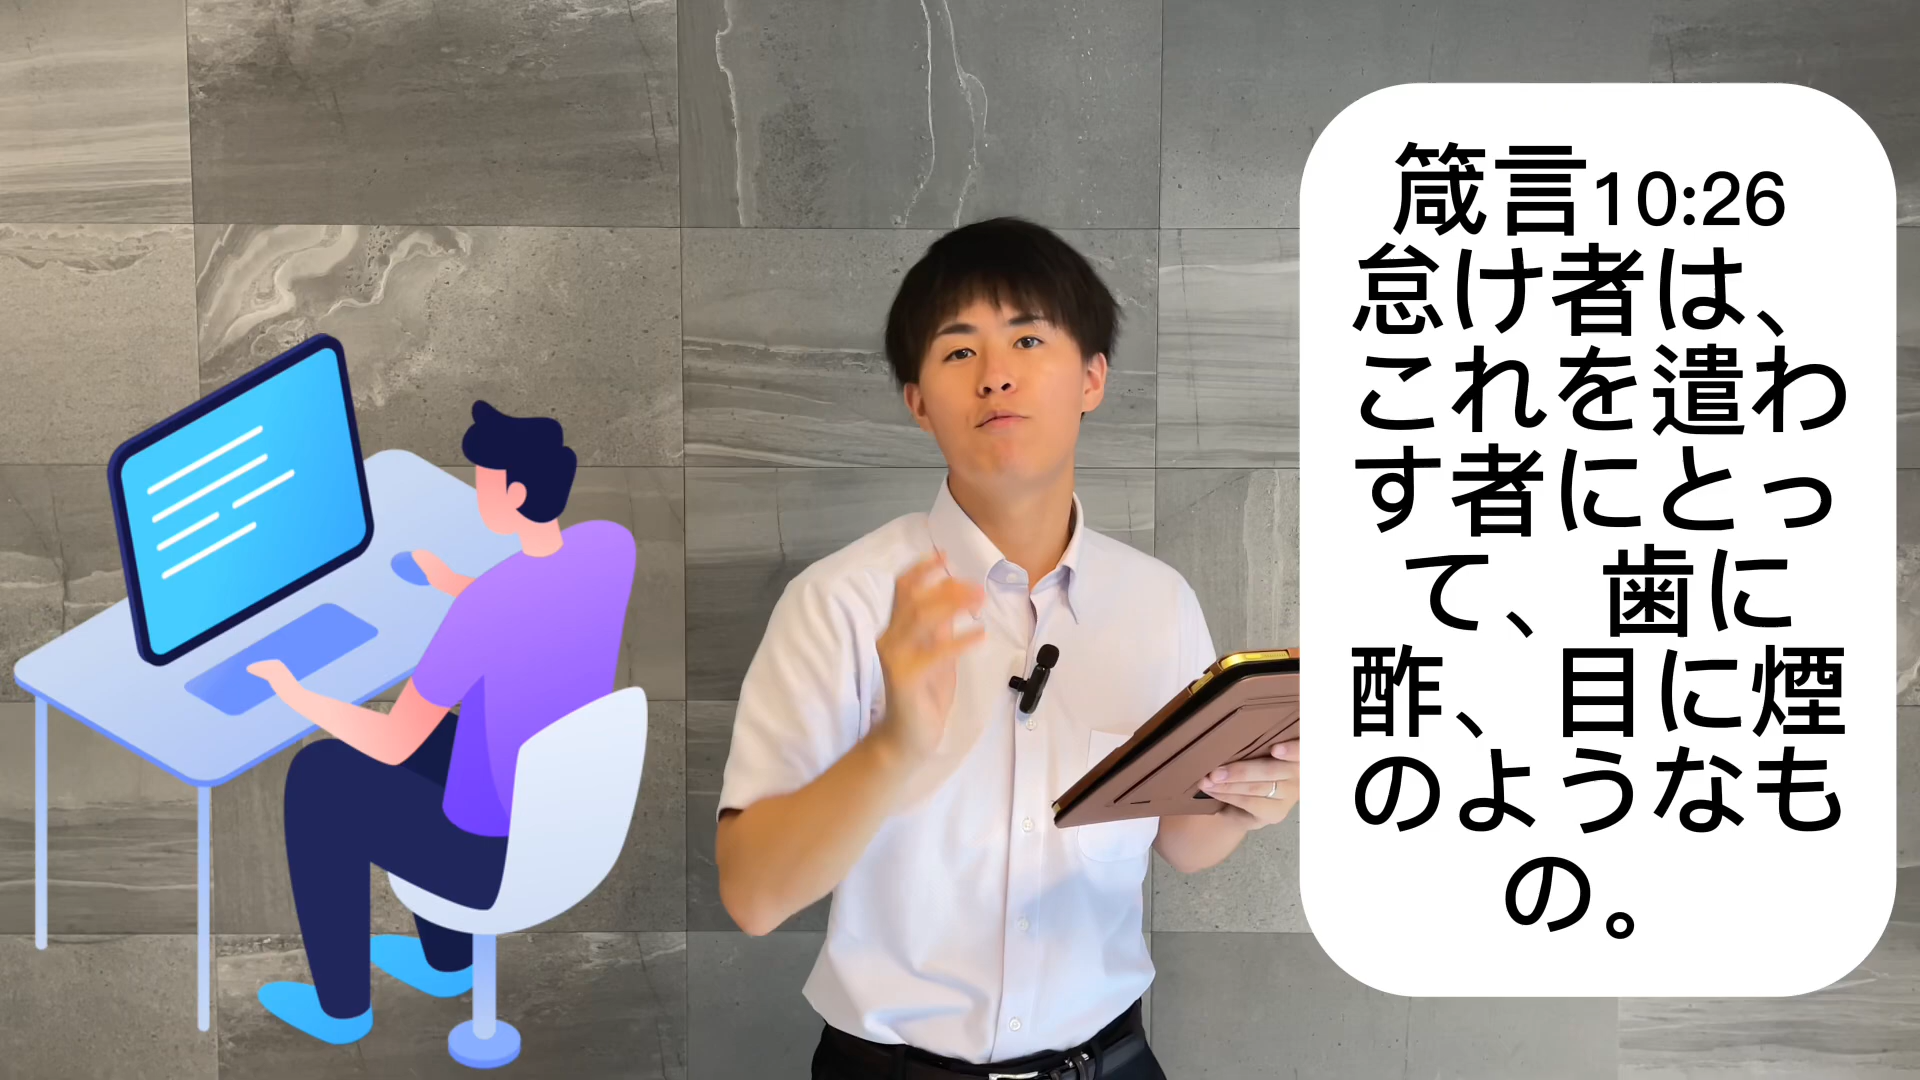 箴言10:26
怠け者は、
これを遣わ
す者にとっ
て、歯に
酢、目に煙
のようなも
の。